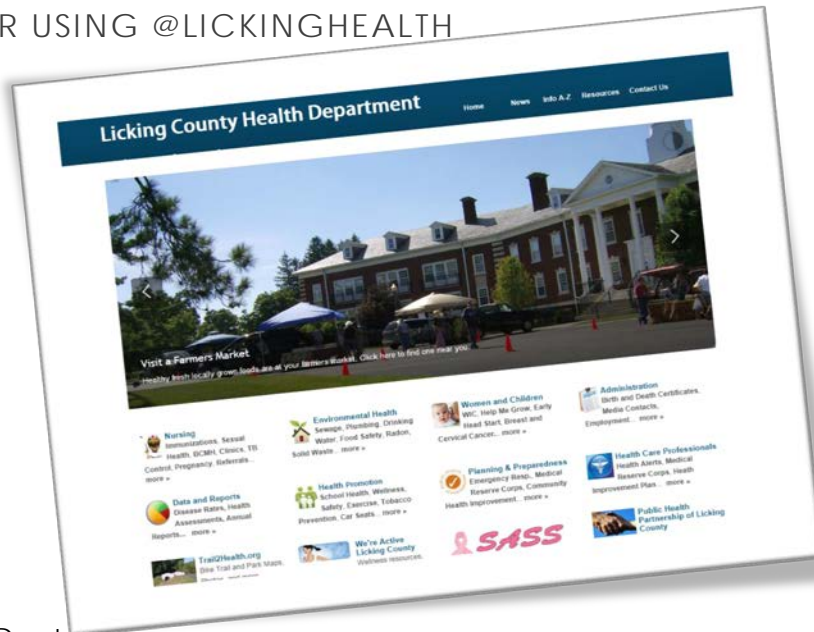 R USING @LICKINGHEALTH
Licking County Health Department
Home News Info A-Z Resources Contact Us
Visit a Farmers Market
Healthy fresh locally grown foods are at your farmers market. Click here to find one near you.
Nursing
Immunizations, Sexual
Health, BCMH, Clinics, TB
Control, Pregnancy, Referrals...
more »
Environmental Health
Sewage, Plumbing, Drinking
Water, Food Safety, Radon,
Solid Waste... more »
Women and Children
WIC, Help Me Grow, Early
Head Start, Breast and
Cervical Cancer... more »
Administration
Birth and Death Certificates,
Media Contacts,
Employment... more »
Data and Reports
Disease Rates, Health
Assessments, Annual
Reports... more »
Health Promotion
School Health, Wellness,
Safety, Exercise, Tobacco
Prevention, Car Seats... more »
Planning & Preparedness
Emergency Resp., Medical
Reserve Corps, Community
Health Improvement... more »
Health Care Professionals
Health Alerts, Medical
Reserve Corps, Heath
Improvement Plan... more »
Trail2Health.org
Bike Trail and Park Maps,
We're Active
Licking County
Wellness resources,
SASS
Public Health
Partnership of Licking
County